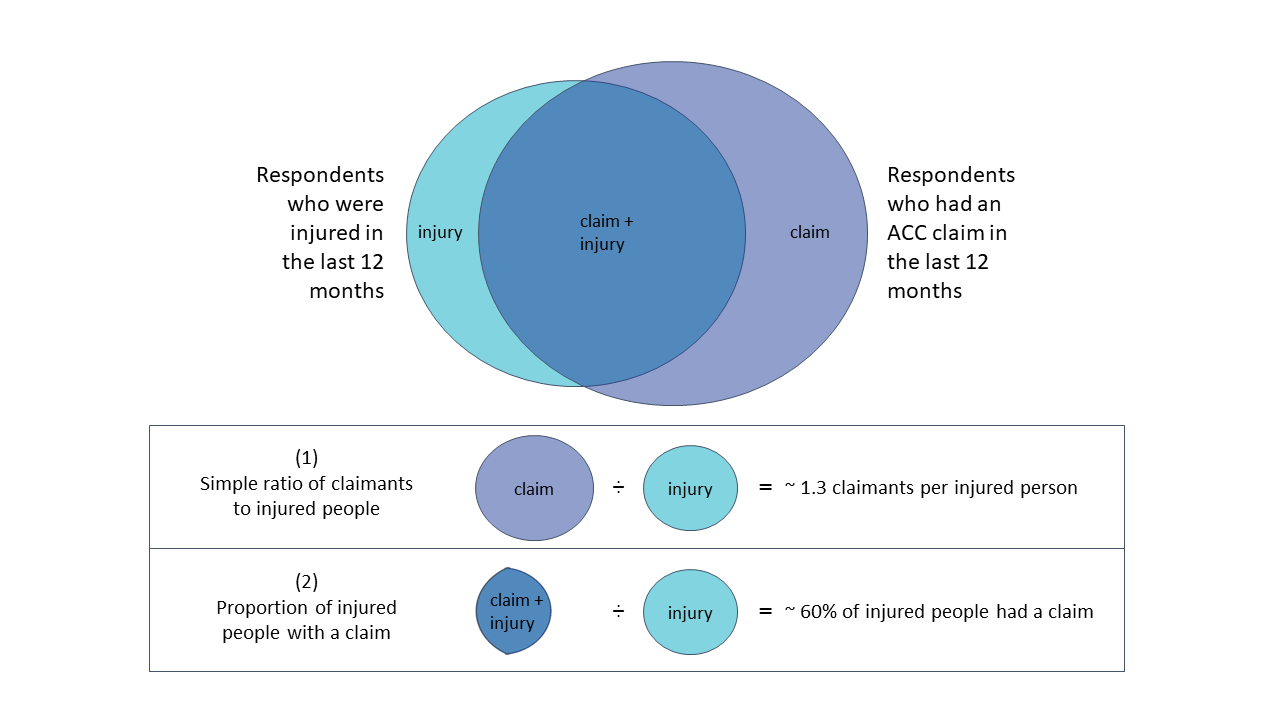 Respondents
who were
injured in
the last 12
months
injury
claim +
injury
claim
Respondents
who had an
ACC claim in
the last 12
months
(1)
Simple ratio of claimants
to injured people
claim
÷
injury
= ~ 1.3 claimants per injured person
(2)
Proportion of injured
people with a claim
claim +
injury
÷
injury
= ~ 60% of injured people had a claim